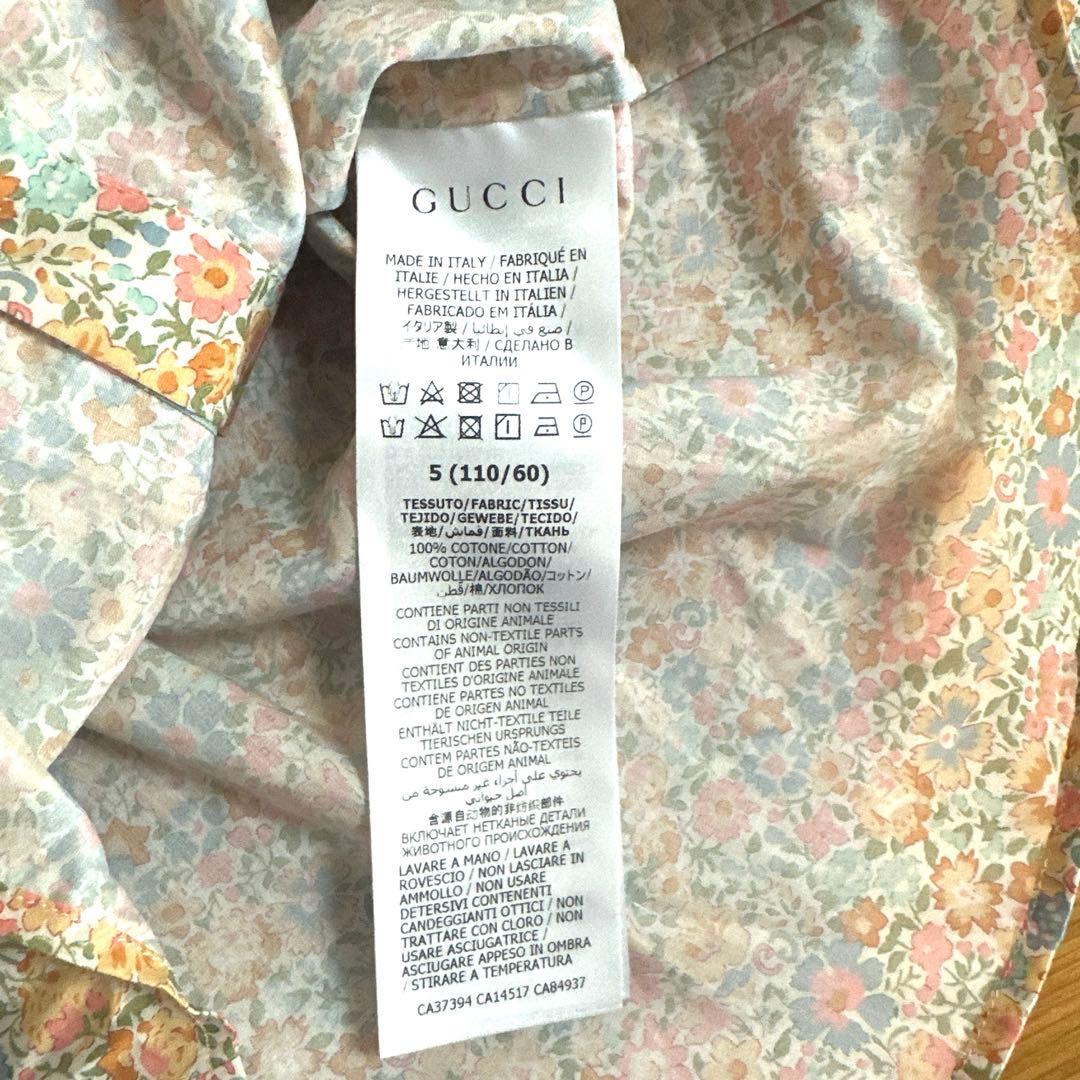 GUCCI
MADE IN ITALY / FABRIQUÉ EN
ITALIE / HECHO EN ITALIA /
HERGESTELLT IN ITALIEN /
FABRICADO EM ITÁLIA /
イタリア製 / صنع في إيطاليا /
地 意大利 / СДЕЛАНО В
ИТАЛИИ
5 (110/60)
TESSUTO/FABRIC/TISSU/
TEJIDO/GEWEBE/TECIDO/
表地/قماش/面料/ТКАНЬ
100% COTONE/COTTON/
COTON/ALGODON/
BAUMWOLLE/ALGODÃO/コットン/
قطن/棉/ХЛОПОК
CONTIENE PARTI NON TESSILI
DI ORIGINE ANIMALE
CONTAINS NON-TEXTILE PARTS
OF ANIMAL ORIGIN
CONTIENT DES PARTIES NON
TEXTILES D'ORIGINE ANIMALE
CONTIENE PARTES NO TEXTILES
DE ORIGEN ANIMAL
ENTHÄLT NICHT-TEXTILE TEILE
TIERISCHEN URSPRUNGS
CONTEM PARTES NÃO-TEXTEIS
DE ORIGEM ANIMAL
يحتوي على أجزاء غير منسوجة من
أصل حيواني
含源自动物的非纺织部件
ВКЛЮЧАЕТ НЕТКАНЫЕ ДЕТАЛИ
ЖИВОТНОГО ПРОИСХОЖДЕНИЯ
LAVARE A MANO / LAVARE A
ROVESCIO / NON LASCIARE IN
AMMOLLO / NON USARE
DETERSIVI CONTENENTI
CANDEGGIANTI OTTICI / NON
TRATTARE CON CLORO / NON
USARE ASCIUGATRICE /
ASCIUGARE APPESO IN OMBRA
/ STIRARE A TEMPERATURA
CA37394 CA14517 CA84937